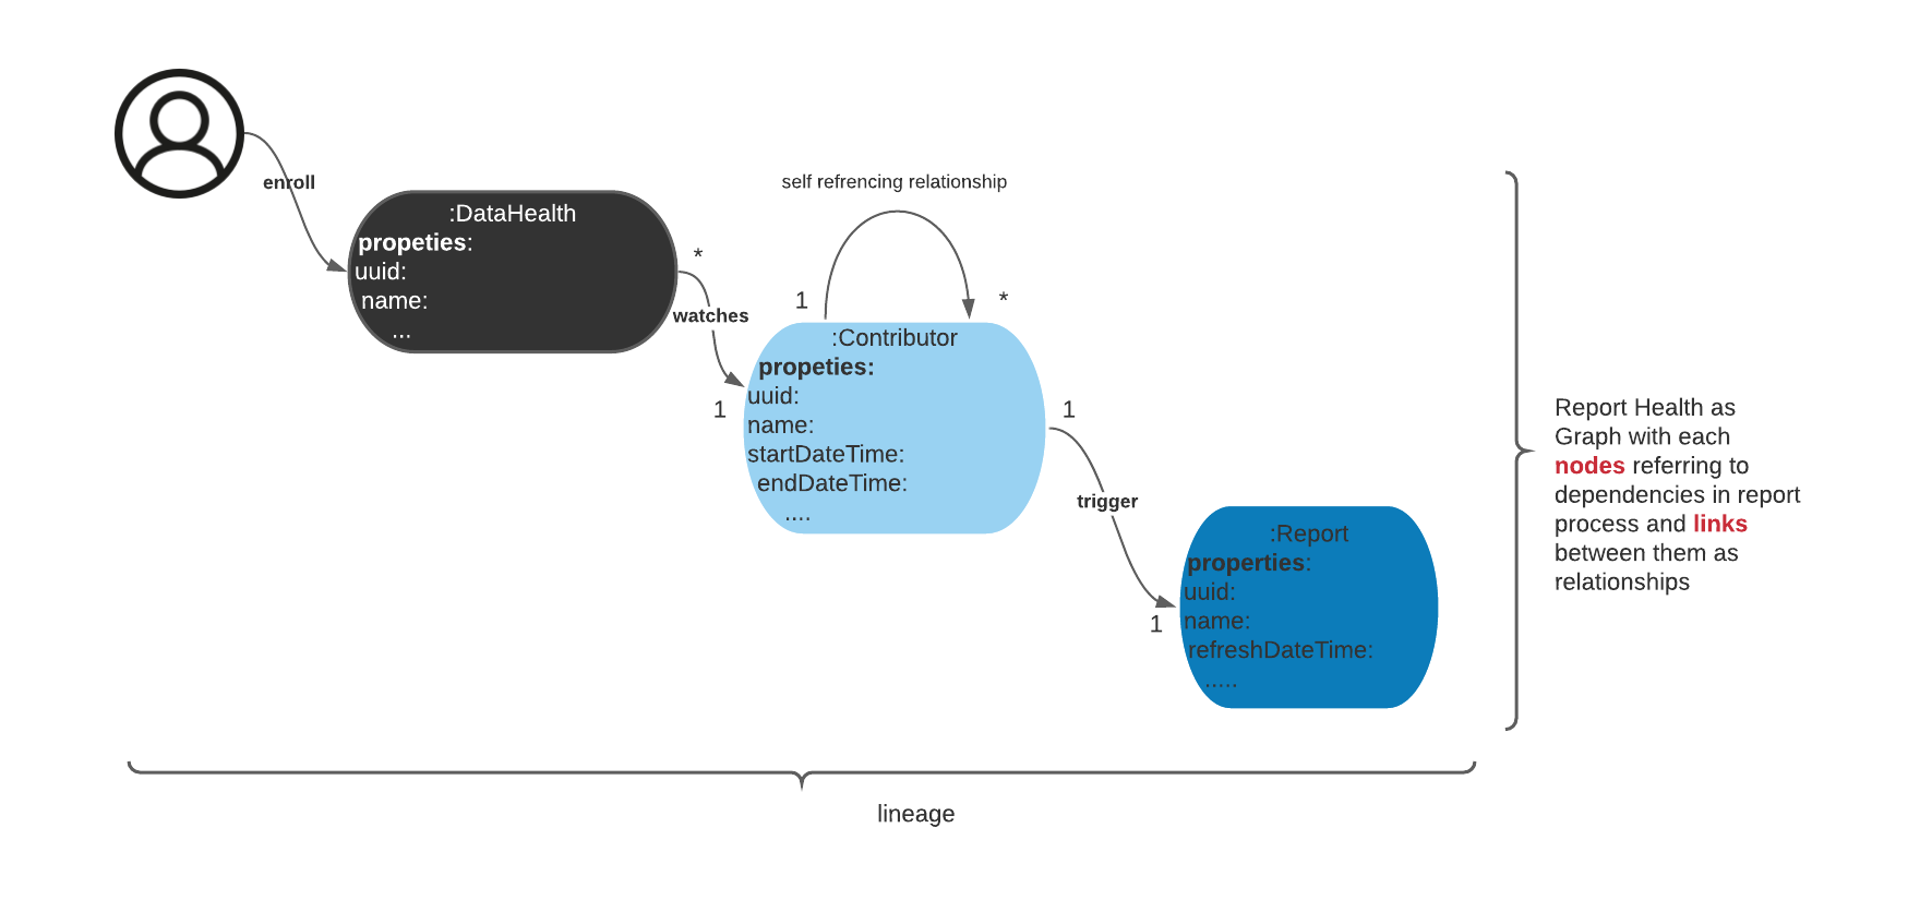 enroll
:DataHealth
propeties:
uuid:
name:
...
*
watches
1
self refrencing relationship
1
*
:Contributor
propeties:
uuid:
name:
startDateTime:
endDateTime:
....
1
trigger
1
:Report
properties:
uuid:
name:
refreshDateTime:
.....
Report Health as
Graph with each
nodes referring to
dependencies in report
process and links
between them as
relationships
lineage